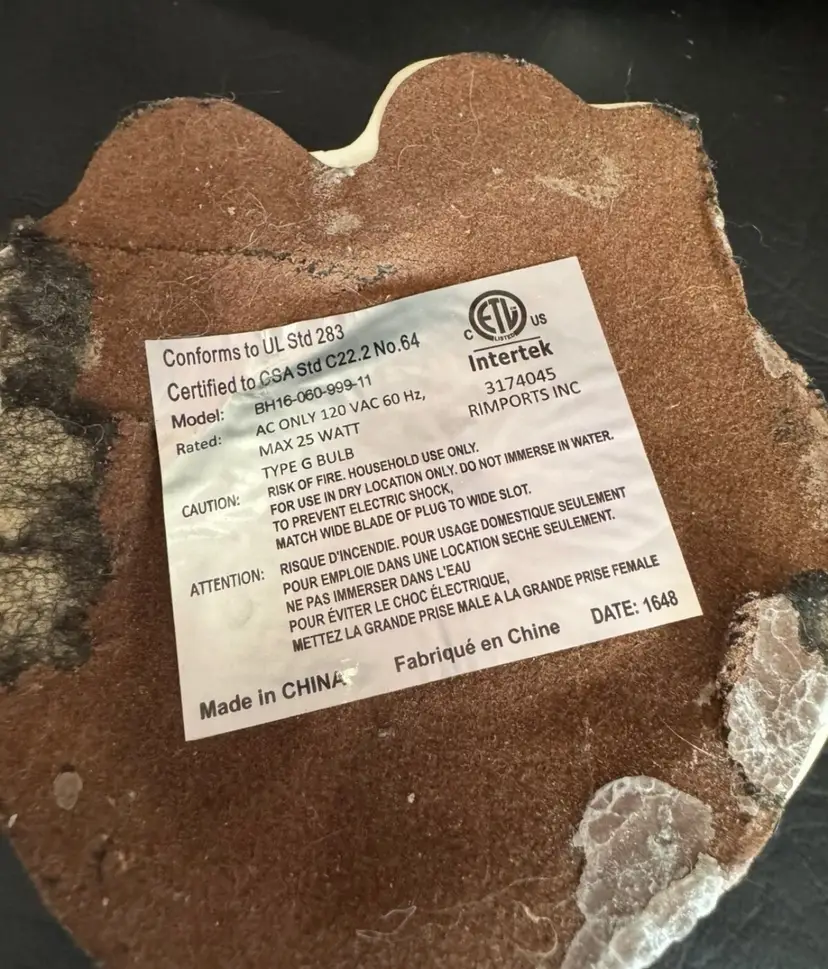 Conforms to UL Std 283
Certified to CSA Std C22.2 No.64
C ETL LISTED US
Intertek
3174045
RIMPORTS INC
Model: BH16-060-999-11
Rated: AC ONLY 120 VAC 60 Hz,
MAX 25 WATT
TYPE G BULB
CAUTION: RISK OF FIRE. HOUSEHOLD USE ONLY.
FOR USE IN DRY LOCATION ONLY. DO NOT IMMERSE IN WATER.
TO PREVENT ELECTRIC SHOCK,
MATCH WIDE BLADE OF PLUG TO WIDE SLOT.
ATTENTION: RISQUE D'INCENDIE. POUR USAGE DOMESTIQUE SEULEMENT
POUR EMPLOIE DANS UNE LOCATION SECHE SEULEMENT.
NE PAS IMMERSER DANS L'EAU
POUR ÉVITER LE CHOC ÉLECTRIQUE,
METTEZ LA GRANDE PRISE MALE A LA GRANDE PRISE FEMALE
Made in CHINA Fabriqué en Chine DATE: 1648